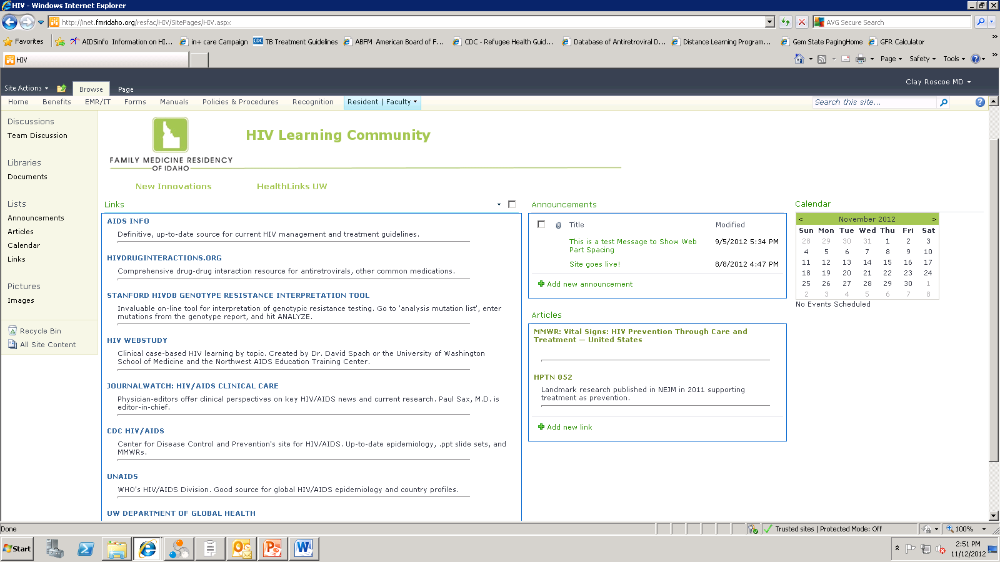 HIV - Windows Internet Explorer
http://inet.fmridaho.org/resfac/HIV/SitePages/HIV.aspx
AVG Secure Search
Favorites
AIDSinfo Information on HI...
in+ care Campaign
CDC TB Treatment Guidelines
ABFM American Board of F...
CDC - Refugee Health Guid...
Database of Antiretroviral D...
Distance Learning Program...
Gem State PagingHome
GFR Calculator
HIV
Page
Safety
Tools
Site Actions
Browse
Page
Clay Roscoe MD
Home
Benefits
EMR/IT
Forms
Manuals
Policies & Procedures
Recognition
Resident | Faculty
Search this site...
Discussions
Team Discussion
Libraries
Documents
Lists
Announcements
Articles
Calendar
Links
Pictures
Images
Recycle Bin
All Site Content
FAMILY MEDICINE RESIDENCY
OF IDAHO
HIV Learning Community
New Innovations
HealthLinks UW
Links
AIDS INFO
Definitive, up-to-date source for current HIV management and treatment guidelines.
HIVDRUGINTERACTIONS.ORG
Comprehensive drug-drug interaction resource for antiretrovirals, other common medications.
STANFORD HIVDB GENOTYPE RESISTANCE INTERPRETATION TOOL
Invaluable on-line tool for interpretation of genotypic resistance testing. Go to 'analysis mutation list', enter
mutations from the genotype report, and hit ANALYZE.
HIV WEBSTUDY
Clinical case-based HIV learning by topic. Created by Dr. David Spach or the University of Washington
School of Medicine and the Northwest AIDS Education Training Center.
JOURNALWATCH: HIV/AIDS CLINICAL CARE
Physician-editors offer clinical perspectives on key HIV/AIDS news and current research. Paul Sax, M.D. is
editor-in-chief.
CDC HIV/AIDS
Center for Disease Control and Prevention's site for HIV/AIDS. Up-to-date epidemiology, .ppt slide sets, and
MMWRs.
UNAIDS
WHO's HIV/AIDS Division. Good source for global HIV/AIDS epidemiology and country profiles.
UW DEPARTMENT OF GLOBAL HEALTH
Announcements
Title Modified
This is a test Message to Show Web 9/5/2012 5:34 PM
Part Spacing
Site goes live! 8/8/2012 4:47 PM
Add new announcement
Articles
MMWR: Vital Signs: HIV Prevention Through Care and
Treatment — United States
HPTN 052
Landmark research published in NEJM in 2011 supporting
treatment as prevention.
Add new link
Calendar
< November 2012 >
Sun Mon Tue Wed Thu Fri Sat
28 29 30 31 1 2 3
4 5 6 7 8 9 10
11 12 13 14 15 16 17
18 19 20 21 22 23 24
25 26 27 28 29 30 1
2 3 4 5 6 7 8
No Events Scheduled
Done
Trusted sites | Protected Mode: Off
100%
Start
2:51 PM
11/12/2012